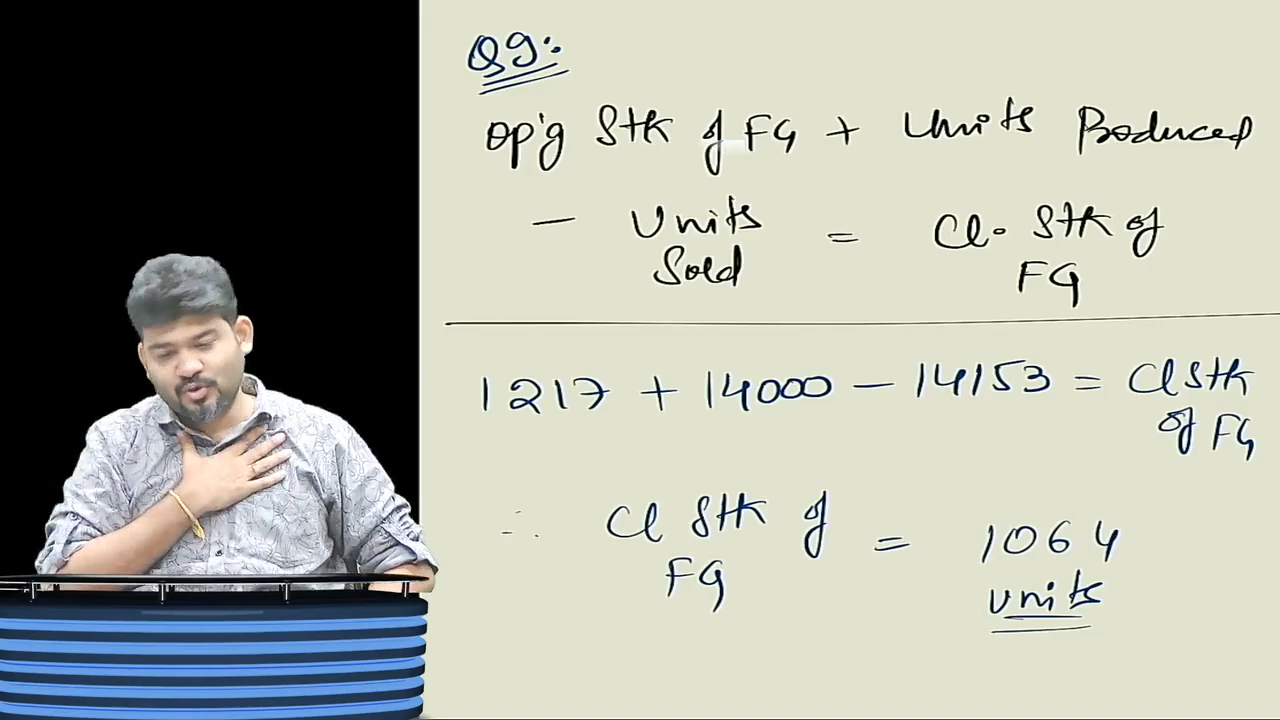 Q9:
Op'g Stk of FG + Units Produced
- Units Sold = Cl. Stk of FG
1217 + 14000 - 14153 = Cl Stk of FG
∴ Cl Stk of FG = 1064 units